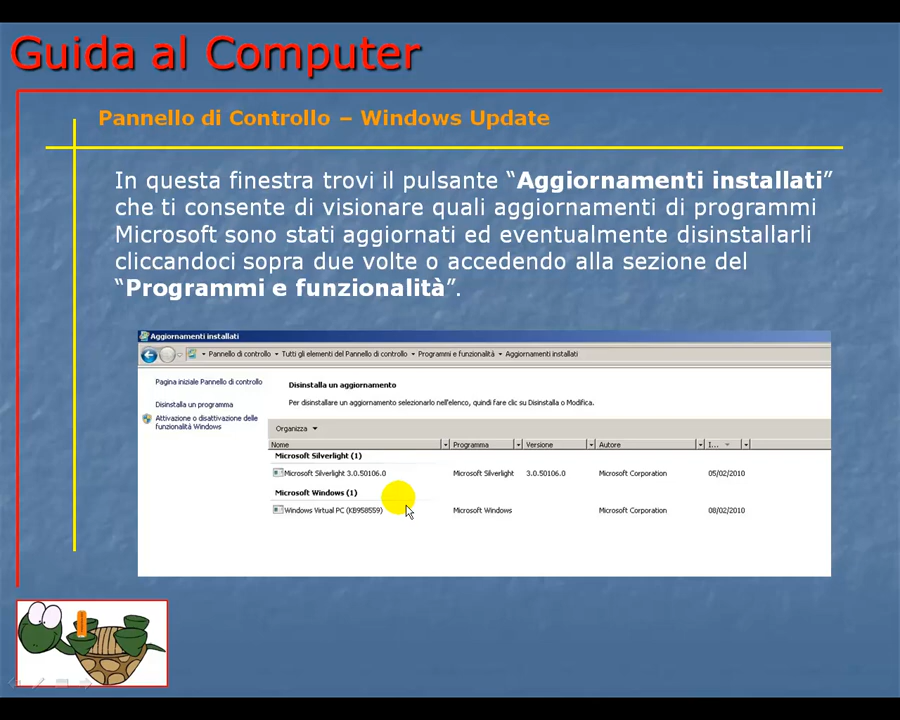 Guida al Computer
Pannello di Controllo – Windows Update
In questa finestra trovi il pulsante “Aggiornamenti installati”
che ti consente di visionare quali aggiornamenti di programmi
Microsoft sono stati aggiornati ed eventualmente disinstallarli
cliccandoci sopra due volte o accedendo alla sezione del
“Programmi e funzionalità”.
Aggiornamenti installati
Pannello di controllo Tutti gli elementi del Pannello di controllo Programmi e funzionalità Aggiornamenti installati
Pagina iniziale Pannello di controllo
Disinstalla un programma
Attivazione o disattivazione delle
funzionalità Windows
Disinstalla un aggiornamento
Per disinstallare un aggiornamento selezionarlo nell'elenco, quindi fare clic su Disinstalla o Modifica.
Organizza
Nome Programma Versione Autore I...
Microsoft Silverlight (1)
Microsoft Silverlight 3.0.50106.0 Microsoft Silverlight 3.0.50106.0 Microsoft Corporation 05/02/2010
Microsoft Windows (1)
Windows Virtual PC (KB958559) Microsoft Windows Microsoft Corporation 08/02/2010